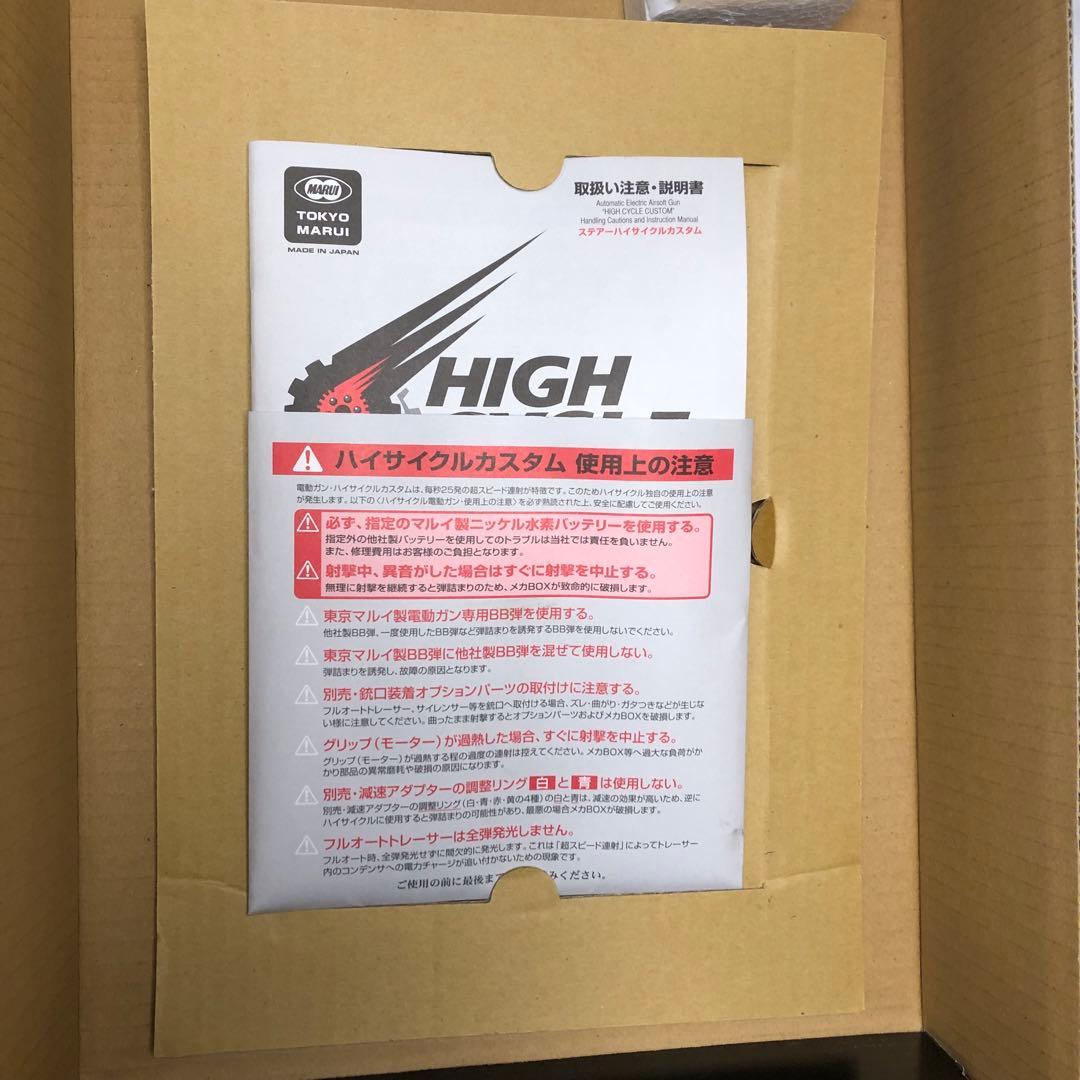 MARUI
TOKYO
MARUI
MADE IN JAPAN
取扱い注意・説明書
Automatic Electric Airsoft Gun
"HIGH CYCLE CUSTOM"
Handling Cautions and Instruction Manual
ステアーハイサイクルカスタム
HIGH
CYCLE
ハイサイクルカスタム 使用上の注意
電動ガン・ハイサイクルカスタムは、毎秒25発の超スピード連射が特徴です。このためハイサイクル独自の使用上の注意
が発生します。以下の〈ハイサイクル電動ガン・使用上の注意〉を必ず熟読された上、安全に配慮してご使用ください。
必ず、指定のマルイ製ニッケル水素バッテリーを使用する。
指定外の他社製バッテリーを使用してのトラブルは当社では責任を負いません。
また、修理費用はお客様のご負担となります。
射撃中、異音がした場合はすぐに射撃を中止する。
無理に射撃を継続すると弾詰まりのため、メカBOXが致命的に破損します。
東京マルイ製電動ガン専用BB弾を使用する。
他社製BB弾、一度使用したBB弾など弾詰まりを誘発するBB弾を使用しないでください。
東京マルイ製BB弾に他社製BB弾を混ぜて使用しない。
弾詰まりを誘発し、故障の原因となります。
別売・銃口装着オプションパーツの取付けに注意する。
フルオートトレーサー、サイレンサー等を銃口へ取付ける場合、ズレ・曲がり・ガタつきなどが生じな
い様に注意してください。曲ったまま射撃するとオプションパーツおよびメカBOXを破損します。
グリップ（モーター）が過熱した場合、すぐに射撃を中止する。
グリップ（モーター）が過熱する程の過度の連射は控えてください。メカBOX等へ過大な負荷がか
かり部品の異常磨耗や破損の原因になります。
別売・減速アダプターの調整リング 白 と 青 は使用しない。
別売・減速アダプターの調整リング（白・青・赤・黄の4種）の白と青は、減速の効果が高いため、逆に
ハイサイクルに使用すると弾詰まりの可能性があり、最悪の場合メカBOXが破損します。
フルオートトレーサーは全弾発光しません。
フルオート時、全弾発光せずに間欠的に発光します。これは「超スピード連射」によってトレーサー
内のコンデンサへの電力チャージが追い付かないための現象です。
ご使用の前に最後まで みください。